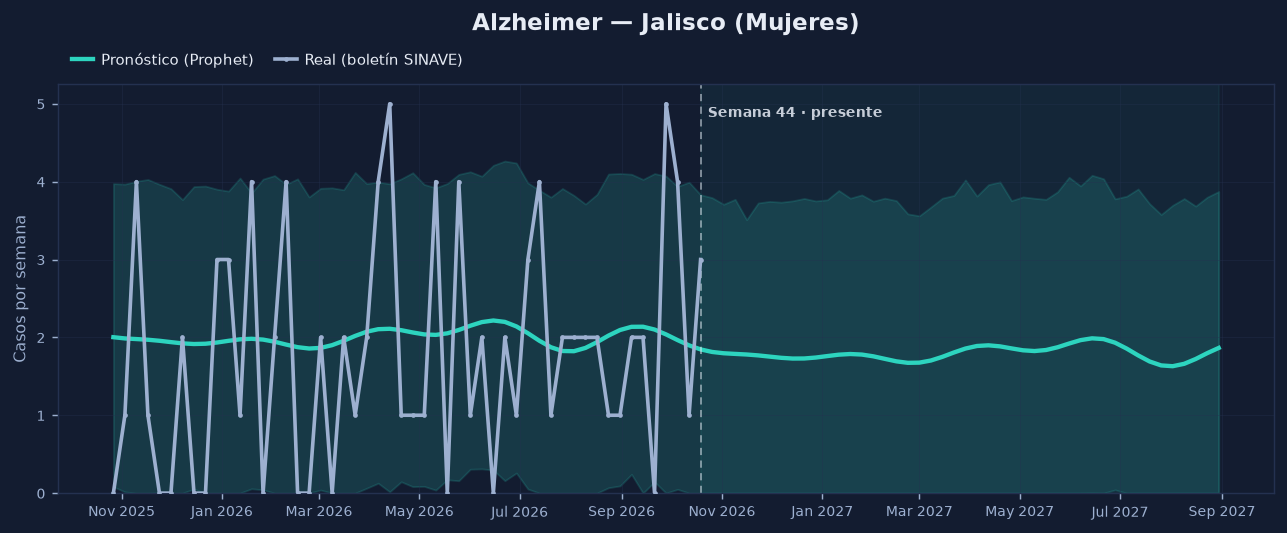 Alzheimer — Jalisco (Mujeres)
Pronóstico (Prophet)
Real (boletín SINAVE)
Semana 44 · presente
Casos por semana
5
4
3
2
1
0
Nov 2025
Jan 2026
Mar 2026
May 2026
Jul 2026
Sep 2026
Nov 2026
Jan 2027
Mar 2027
May 2027
Jul 2027
Sep 2027